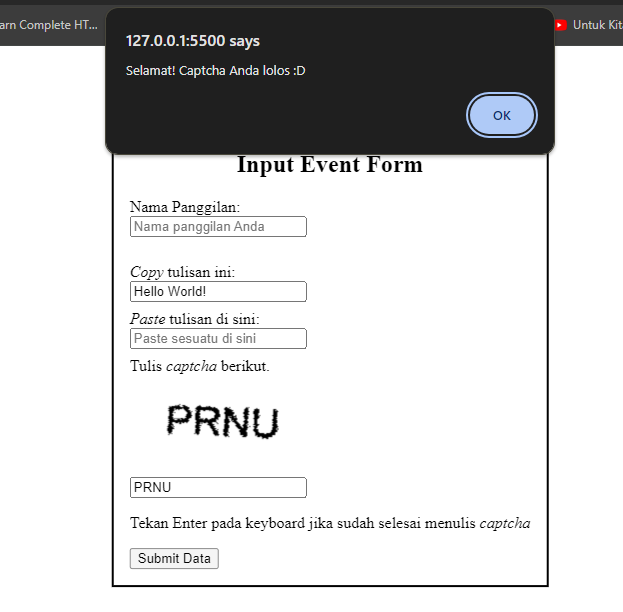 arn Complete HT...
Untuk Kit
127.0.0.1:5500 says
Selamat! Captcha Anda lolos :D
OK
Input Event Form
Nama Panggilan:
Nama panggilan Anda
Copy tulisan ini:
Hello World!
Paste tulisan di sini:
Paste sesuatu di sini
Tulis captcha berikut.
PRNU
PRNU
Tekan Enter pada keyboard jika sudah selesai menulis captcha
Submit Data